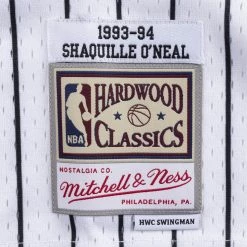 1993-94
SHAQUILLE O'NEAL
HARDWOOD
NBA
CLASSICS
NOSTALGIA CO.
Mitchell & Ness
PHILADELPHIA, PA.
HWC SWINGMAN